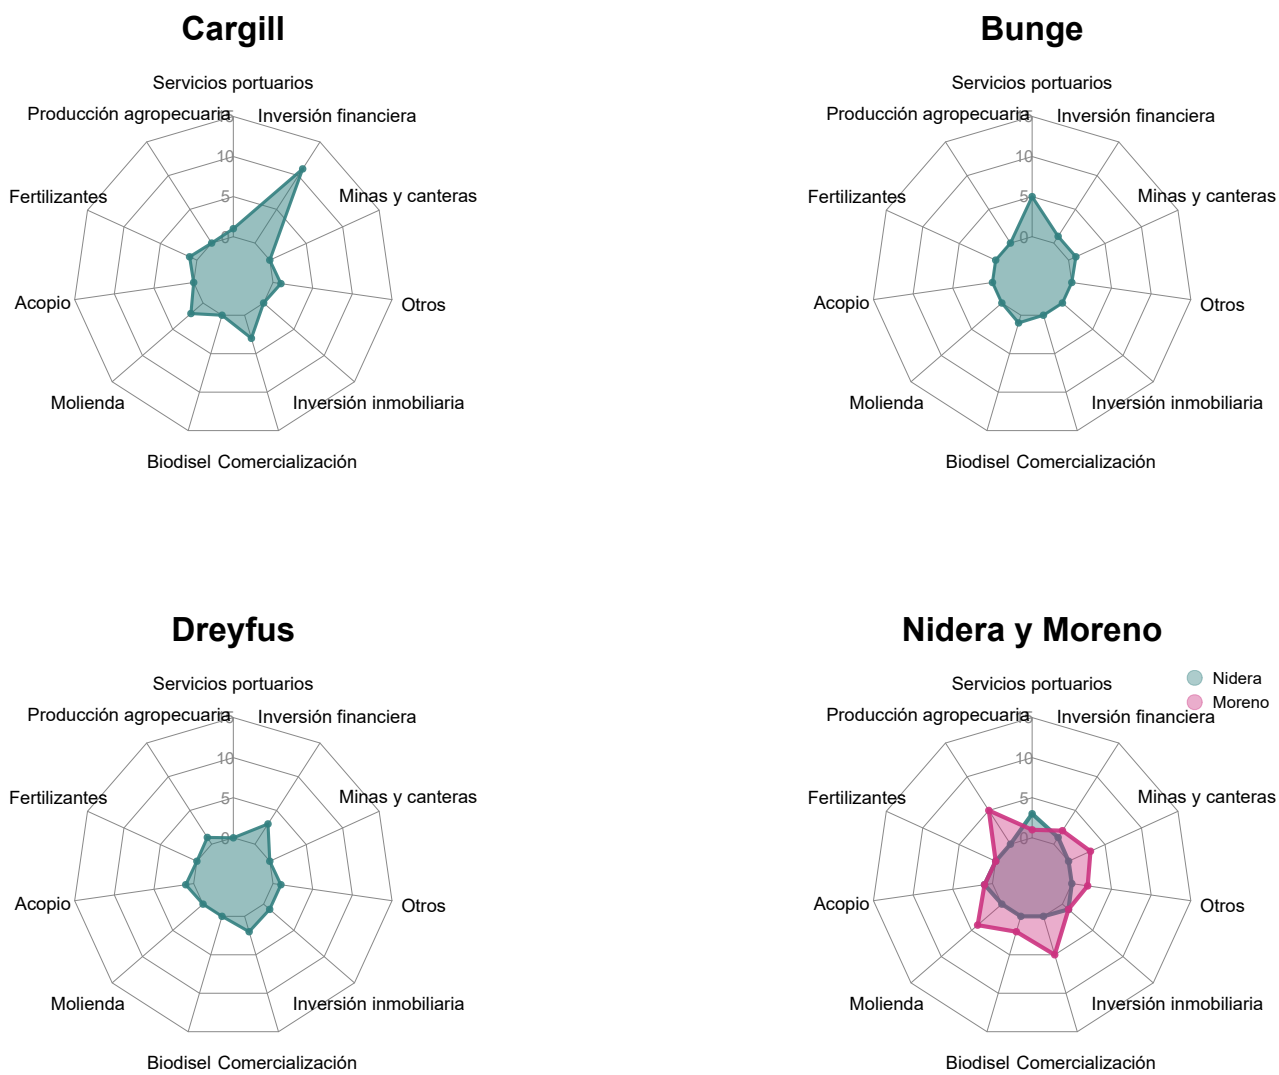 Cargill
Servicios portuarios
Producción agropecuaria
15
Inversión financiera
10
Fertilizantes
5
Minas y canteras
0
Acopio
Otros
Molienda
Inversión inmobiliaria
Biodisel
Comercialización
Bunge
Servicios portuarios
Producción agropecuaria
15
Inversión financiera
10
Fertilizantes
5
Minas y canteras
0
Acopio
Otros
Molienda
Inversión inmobiliaria
Biodisel
Comercialización
Dreyfus
Servicios portuarios
Producción agropecuaria
15
Inversión financiera
10
Fertilizantes
5
Minas y canteras
0
Acopio
Otros
Molienda
Inversión inmobiliaria
Biodisel
Comercialización
Nidera y Moreno
Nidera
Moreno
Servicios portuarios
Producción agropecuaria
15
Inversión financiera
10
Fertilizantes
5
Minas y canteras
0
Acopio
Otros
Molienda
Inversión inmobiliaria
Biodisel
Comercialización